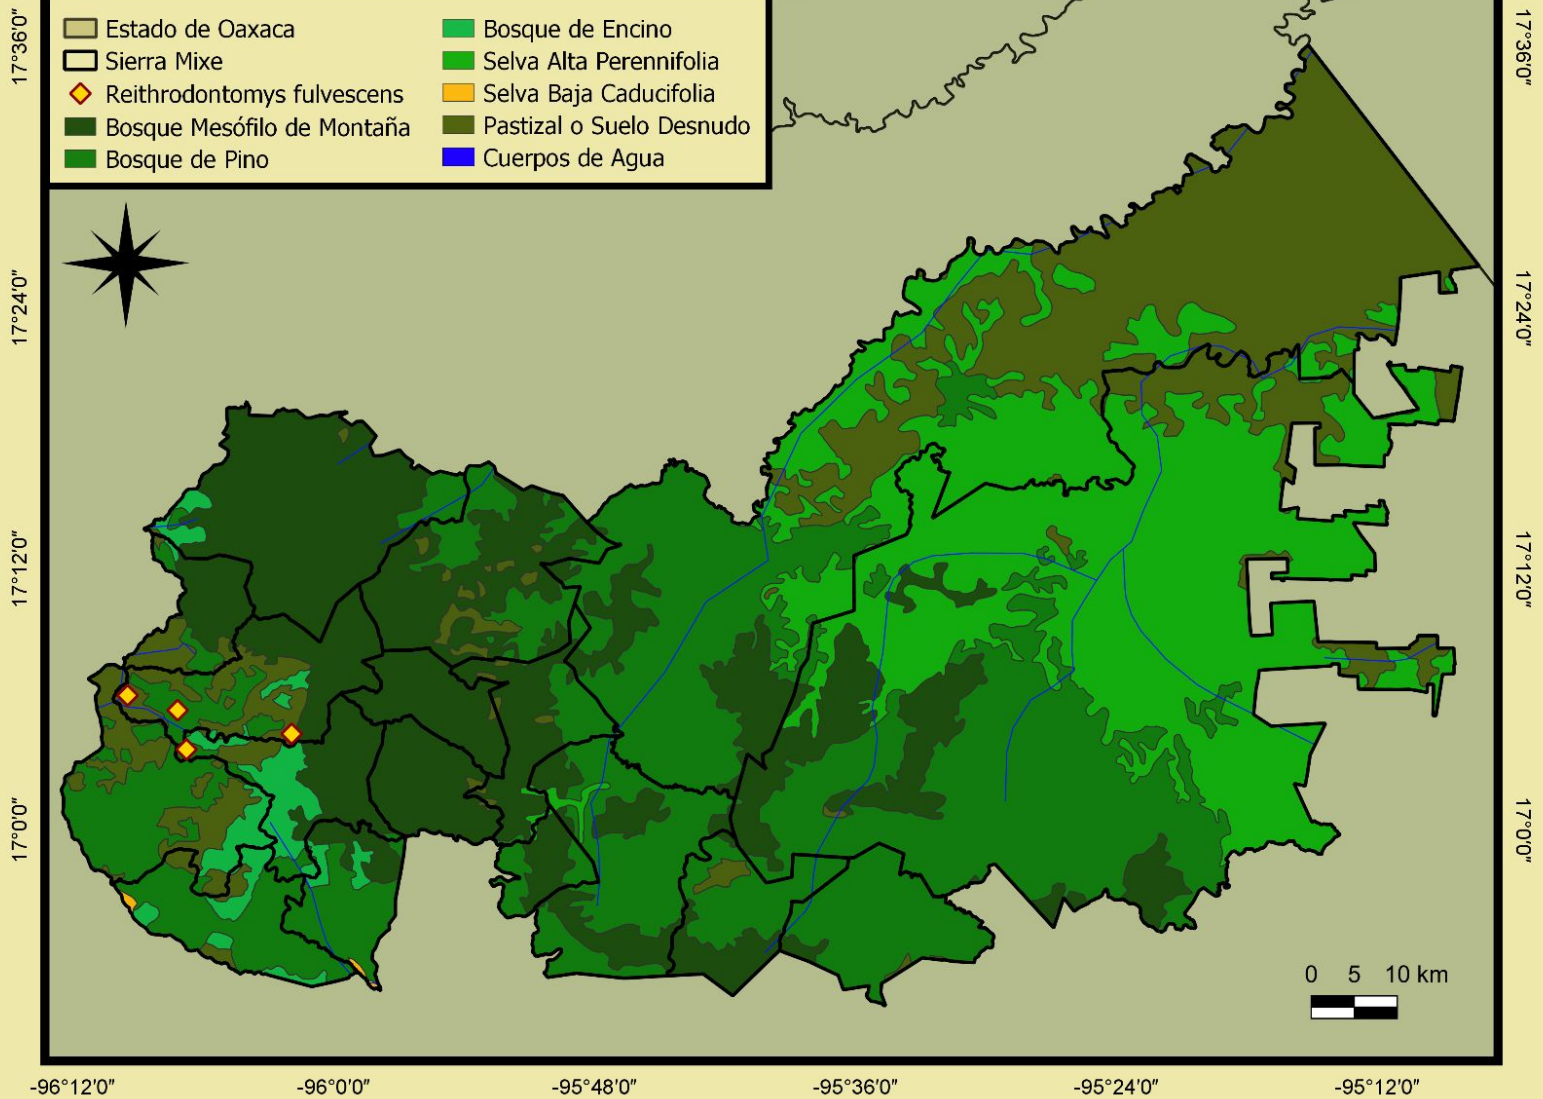 Estado de Oaxaca
Sierra Mixe
Reithrodontomys fulvescens
Bosque Mesófilo de Montaña
Bosque de Pino
Bosque de Encino
Selva Alta Perennifolia
Selva Baja Caducifolia
Pastizal o Suelo Desnudo
Cuerpos de Agua
17°36'0"
17°24'0"
17°12'0"
17°0'0"
17°36'0"
17°24'0"
17°12'0"
17°0'0"
0 5 10 km
-96°12'0" -96°0'0" -95°48'0" -95°36'0" -95°24'0" -95°12'0"